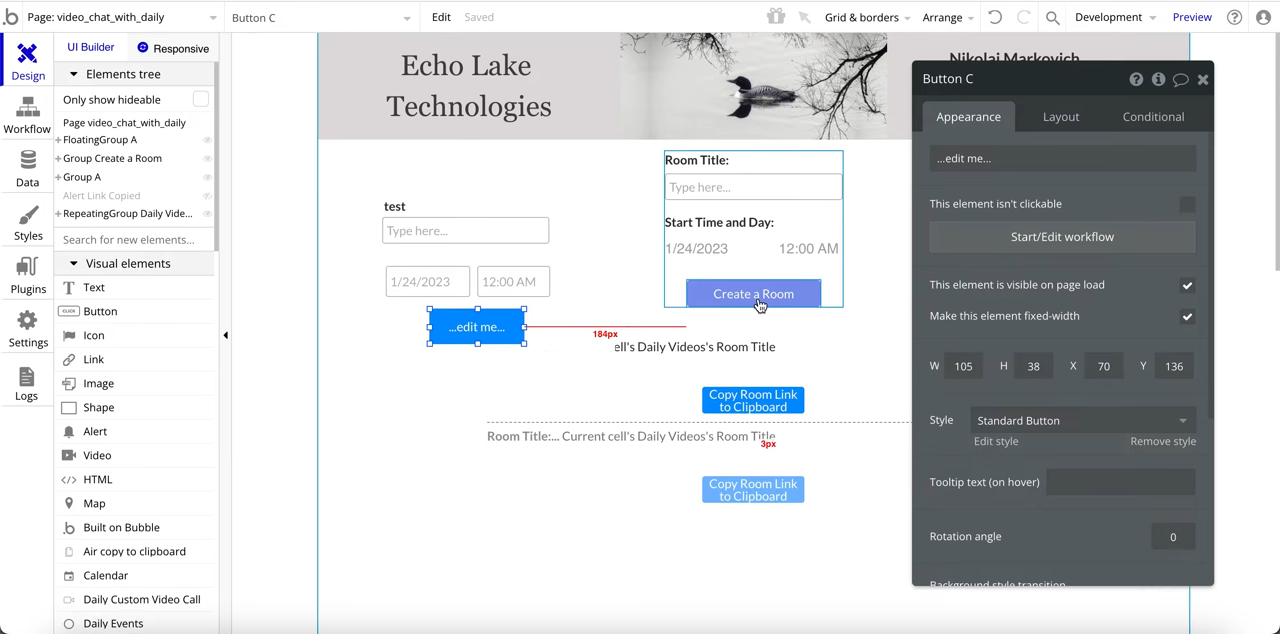 Page: video_chat_with_daily
Button C
Edit
Saved
Grid & borders
Arrange
Development
Preview
Design
Workflow
Data
Styles
Plugins
Settings
Logs
UI Builder
Responsive
Elements tree
Only show hideable
Page video_chat_with_daily
FloatingGroup A
Group Create a Room
Group A
Alert Link Copied
RepeatingGroup Daily Vide...
Search for new elements...
Visual elements
Text
CLICK
Button
Icon
Link
Image
Shape
Alert
Video
</> HTML
Map
Built on Bubble
Air copy to clipboard
Calendar
Daily Custom Video Call
Daily Events
Echo Lake
Technologies
Nikolai Markovich
test
Type here...
1/24/2023
12:00 AM
...edit me...
184px
Room Title:
Type here...
Start Time and Day:
1/24/2023
12:00 AM
Create a Room
ell's Daily Videos's Room Title
Copy Room Link
to Clipboard
Room Title:... Current cell's Daily Videos's Room Title
3px
Copy Room Link
to Clipboard
Button C
Appearance
Layout
Conditional
...edit me...
This element isn't clickable
Start/Edit workflow
This element is visible on page load
Make this element fixed-width
W 105 H 38 X 70 Y 136
Style
Standard Button
Edit style
Remove style
Tooltip text (on hover)
Rotation angle
0
Background style transition